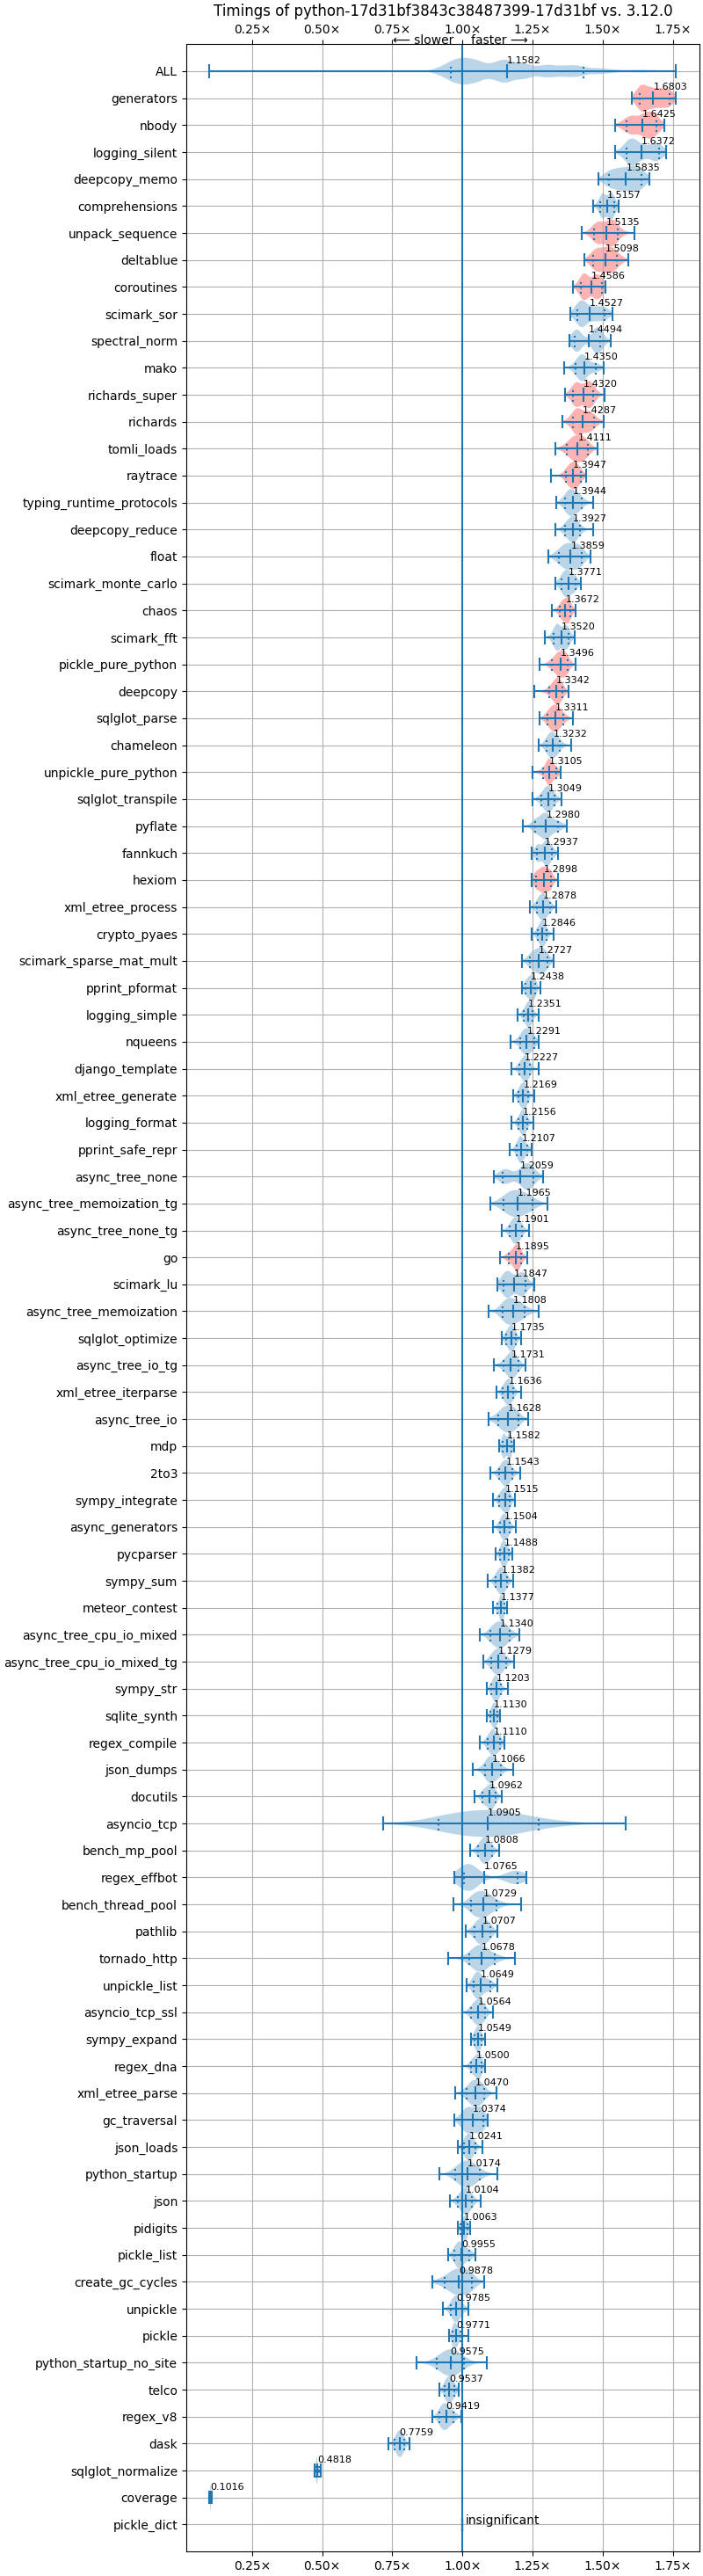 Timings of python-17d31bf3843c38487399-17d31bf vs. 3.12.0
0.25× 0.50× 0.75× 1.00× 1.25× 1.50× 1.75×
⟵ slower faster ⟶
ALL 1.1582
generators 1.6803
nbody 1.6425
logging_silent 1.6372
deepcopy_memo 1.5835
comprehensions 1.5157
unpack_sequence 1.5135
deltablue 1.5098
coroutines 1.4586
scimark_sor 1.4527
spectral_norm 1.4494
mako 1.4350
richards_super 1.4320
richards 1.4287
tomli_loads 1.4111
raytrace 1.3947
typing_runtime_protocols 1.3944
deepcopy_reduce 1.3927
float 1.3859
scimark_monte_carlo 1.3771
chaos 1.3672
scimark_fft 1.3520
pickle_pure_python 1.3496
deepcopy 1.3342
sqlglot_parse 1.3311
chameleon 1.3232
unpickle_pure_python 1.3105
sqlglot_transpile 1.3049
pyflate 1.2980
fannkuch 1.2937
hexiom 1.2898
xml_etree_process 1.2878
crypto_pyaes 1.2846
scimark_sparse_mat_mult 1.2727
pprint_pformat 1.2438
logging_simple 1.2351
nqueens 1.2291
django_template 1.2227
xml_etree_generate 1.2169
logging_format 1.2156
pprint_safe_repr 1.2107
async_tree_none 1.2059
async_tree_memoization_tg 1.1965
async_tree_none_tg 1.1901
go 1.1895
scimark_lu 1.1847
async_tree_memoization 1.1808
sqlglot_optimize 1.1735
async_tree_io_tg 1.1731
xml_etree_iterparse 1.1636
async_tree_io 1.1628
mdp 1.1582
2to3 1.1543
sympy_integrate 1.1515
async_generators 1.1504
pycparser 1.1488
sympy_sum 1.1382
meteor_contest 1.1377
async_tree_cpu_io_mixed 1.1340
async_tree_cpu_io_mixed_tg 1.1279
sympy_str 1.1203
sqlite_synth 1.1130
regex_compile 1.1110
json_dumps 1.1066
docutils 1.0962
asyncio_tcp 1.0905
bench_mp_pool 1.0808
regex_effbot 1.0765
bench_thread_pool 1.0729
pathlib 1.0707
tornado_http 1.0678
unpickle_list 1.0649
asyncio_tcp_ssl 1.0564
sympy_expand 1.0549
regex_dna 1.0500
xml_etree_parse 1.0470
gc_traversal 1.0374
json_loads 1.0241
python_startup 1.0174
json 1.0104
pidigits 1.0063
pickle_list 0.9955
create_gc_cycles 0.9878
unpickle 0.9785
pickle 0.9771
python_startup_no_site 0.9575
telco 0.9537
regex_v8 0.9419
dask 0.7759
sqlglot_normalize 0.4818
coverage 0.1016
pickle_dict insignificant
0.25× 0.50× 0.75× 1.00× 1.25× 1.50× 1.75×